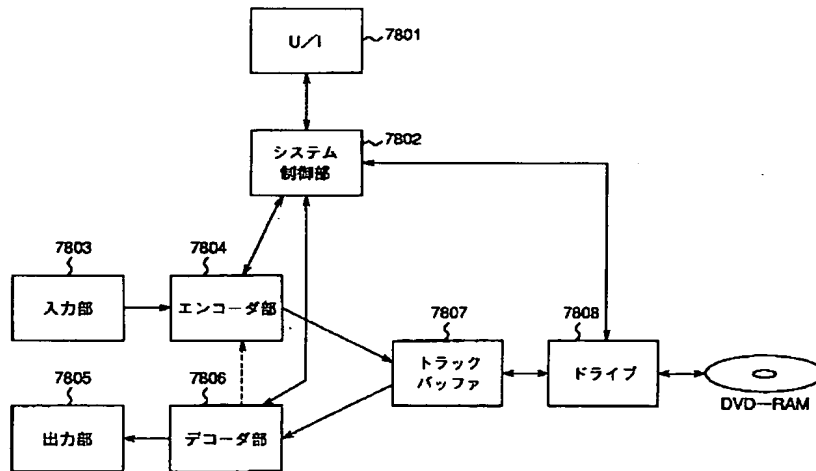 U/I
7801
7802
システム
制御部
7803
7804
入力部
エンコーダ部
7807
7808
トラック
バッファ
ドライブ
DVD-RAM
7805
7806
出力部
デコーダ部